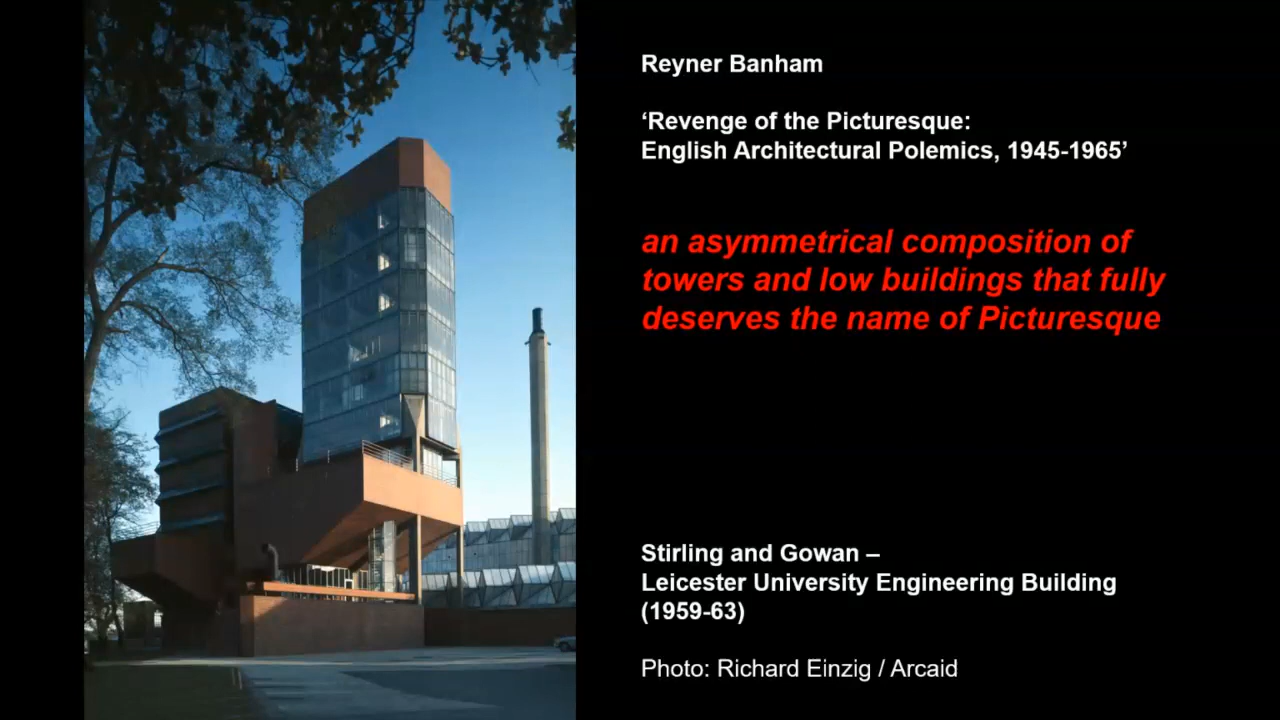 Reyner Banham
‘Revenge of the Picturesque:
English Architectural Polemics, 1945-1965’
an asymmetrical composition of
towers and low buildings that fully
deserves the name of Picturesque
Stirling and Gowan –
Leicester University Engineering Building
(1959-63)
Photo: Richard Einzig / Arcaid